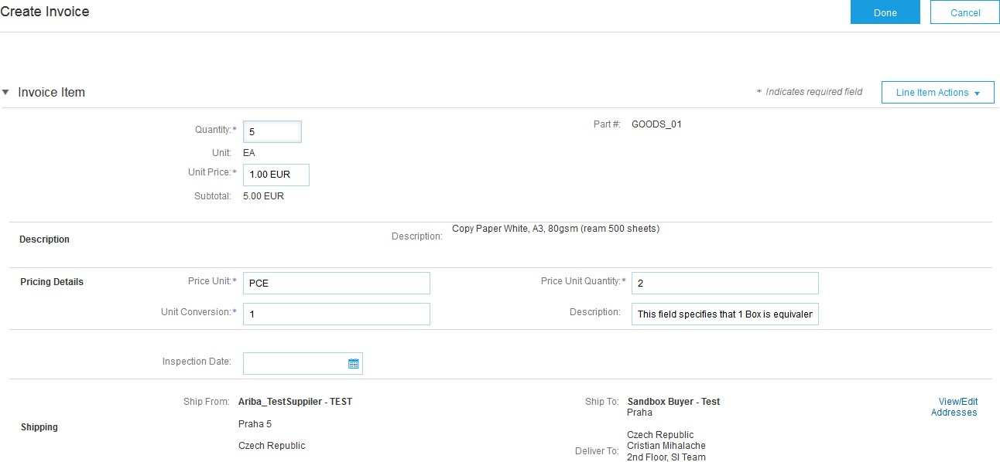 Create Invoice
Done
Cancel
Invoice Item
* Indicates required field
Line Item Actions
Quantity:* 5
Part #: GOODS_01
Unit: EA
Unit Price:* 1.00 EUR
Subtotal: 5.00 EUR
Description
Description: Copy Paper White, A3, 80gsm (ream 500 sheets)
Pricing Details
Price Unit:* PCE
Price Unit Quantity:* 2
Unit Conversion:* 1
Description: This field specifies that 1 Box is equivalen
Inspection Date:
Shipping
Ship From: Ariba_TestSuppiler - TEST
Praha 5
Czech Republic
Ship To: Sandbox Buyer - Test
Praha
Czech Republic
Deliver To: Cristian Mihalache
2nd Floor, SI Team
View/Edit
Addresses